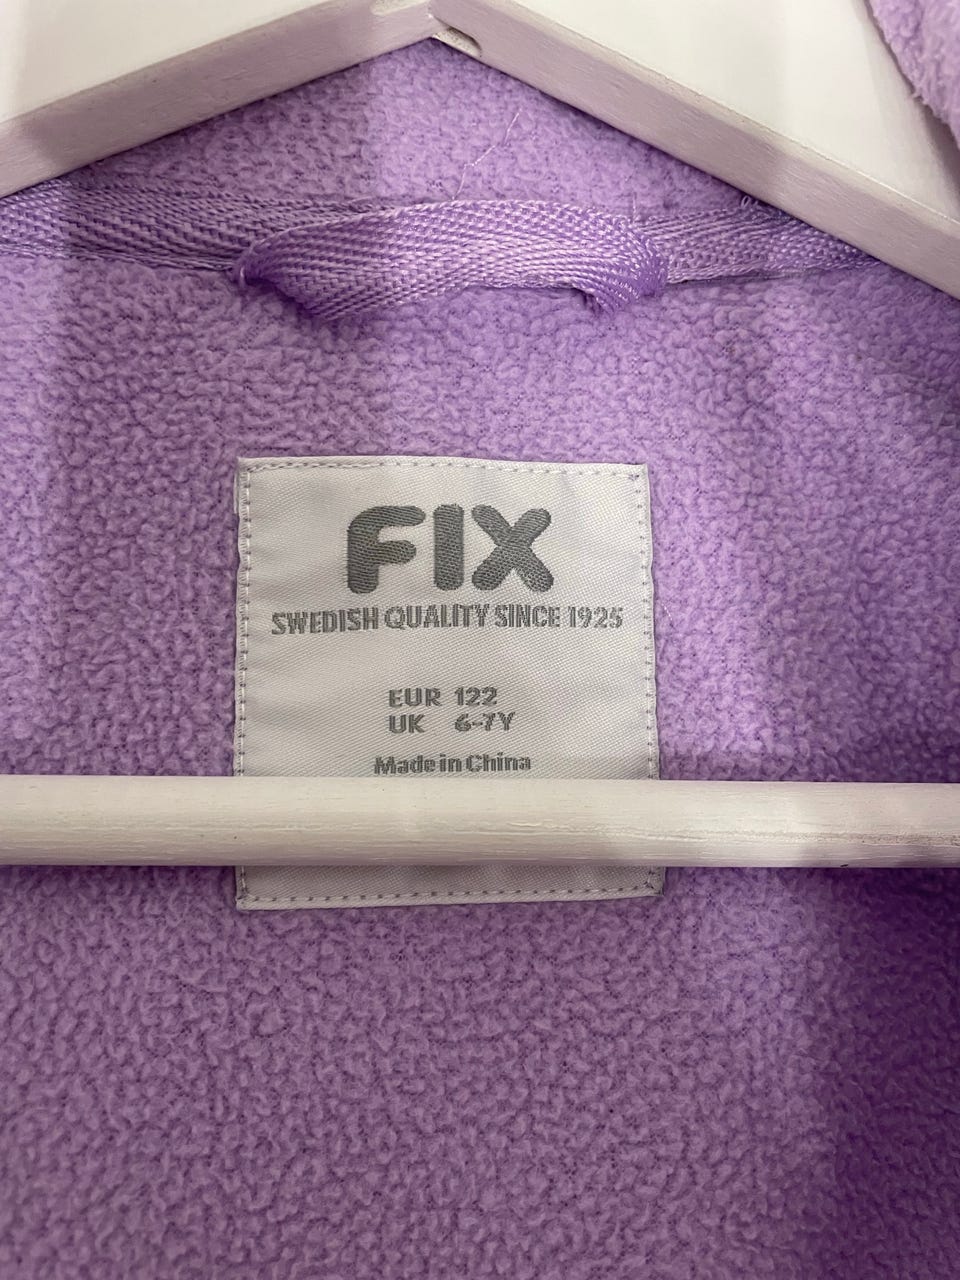 FIX
SWEDISH QUALITY SINCE 1925
EUR 122
UK 6-7Y
Made in China